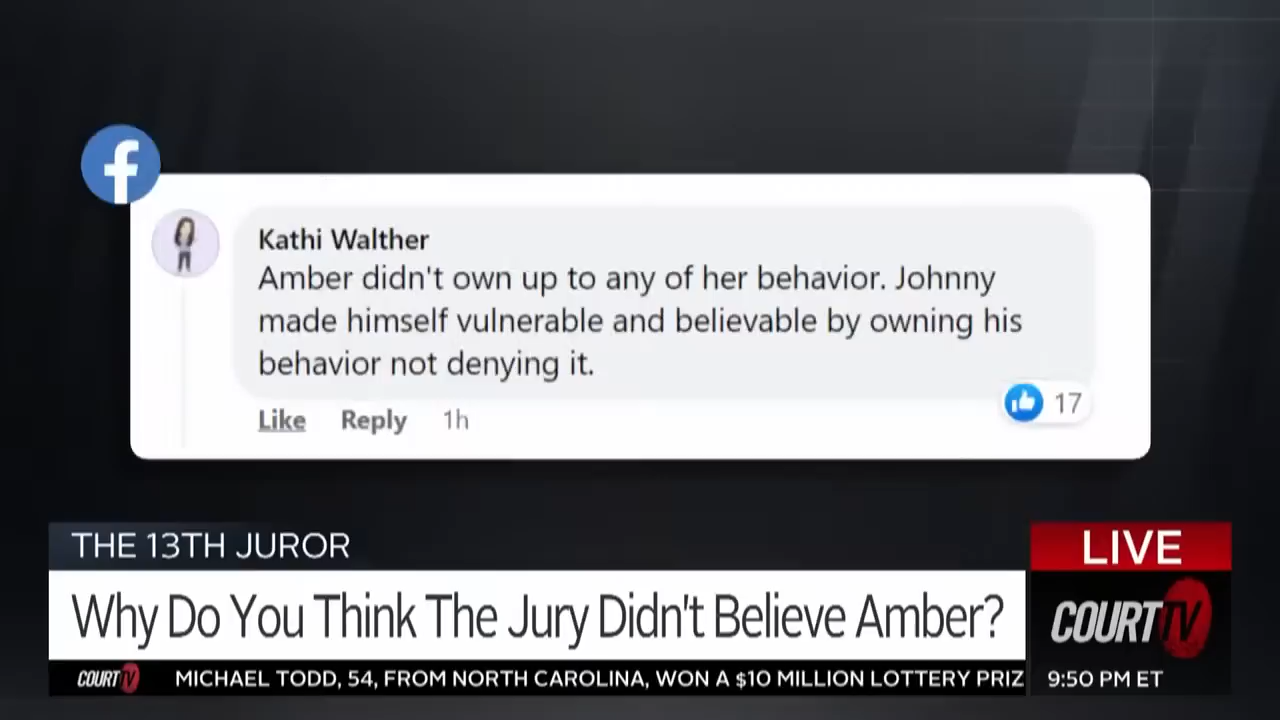 f
Kathi Walther
Amber didn't own up to any of her behavior. Johnny
made himself vulnerable and believable by owning his
behavior not denying it.
Like Reply 1h
17
THE 13TH JUROR
LIVE
Why Do You Think The Jury Didn't Believe Amber?
COURT TV
COURT TV MICHAEL TODD, 54, FROM NORTH CAROLINA, WON A $10 MILLION LOTTERY PRIZ
9:50 PM ET